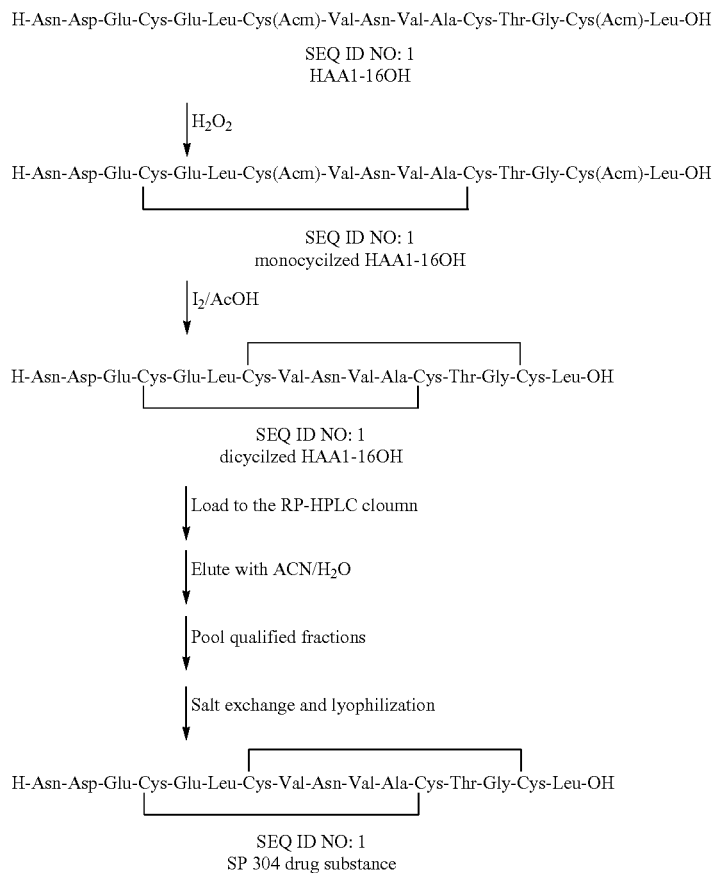 H-Asn-Asp-Glu-Cys-Glu-Leu-Cys(Acm)-Val-Asn-Val-Ala-Cys-Thr-Gly-Cys(Acm)-Leu-OH
SEQ ID NO: 1
HAA1-16OH
H2O2
H-Asn-Asp-Glu-Cys-Glu-Leu-Cys(Acm)-Val-Asn-Val-Ala-Cys-Thr-Gly-Cys(Acm)-Leu-OH
SEQ ID NO: 1
monocycilzed HAA1-16OH
I2/AcOH
H-Asn-Asp-Glu-Cys-Glu-Leu-Cys-Val-Asn-Val-Ala-Cys-Thr-Gly-Cys-Leu-OH
SEQ ID NO: 1
dicycilzed HAA1-16OH
Load to the RP-HPLC cloumn
Elute with ACN/H2O
Pool qualified fractions
Salt exchange and lyophilization
H-Asn-Asp-Glu-Cys-Glu-Leu-Cys-Val-Asn-Val-Ala-Cys-Thr-Gly-Cys-Leu-OH
SEQ ID NO: 1
SP 304 drug substance